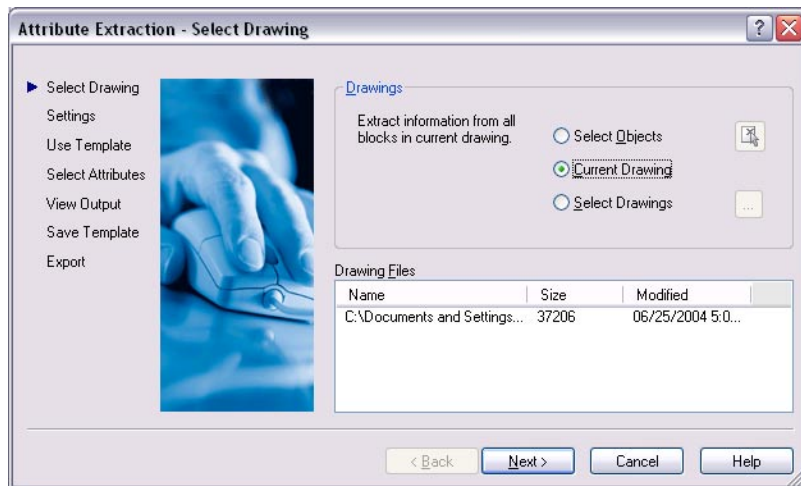 Attribute Extraction - Select Drawing
Select Drawing
Settings
Use Template
Select Attributes
View Output
Save Template
Export
Drawings
Extract information from all
blocks in current drawing.
Select Objects
Current Drawing
Select Drawings
...
Drawing Files
Name Size Modified
C:\Documents and Settings... 37206 06/25/2004 5:0...
< Back Next > Cancel Help